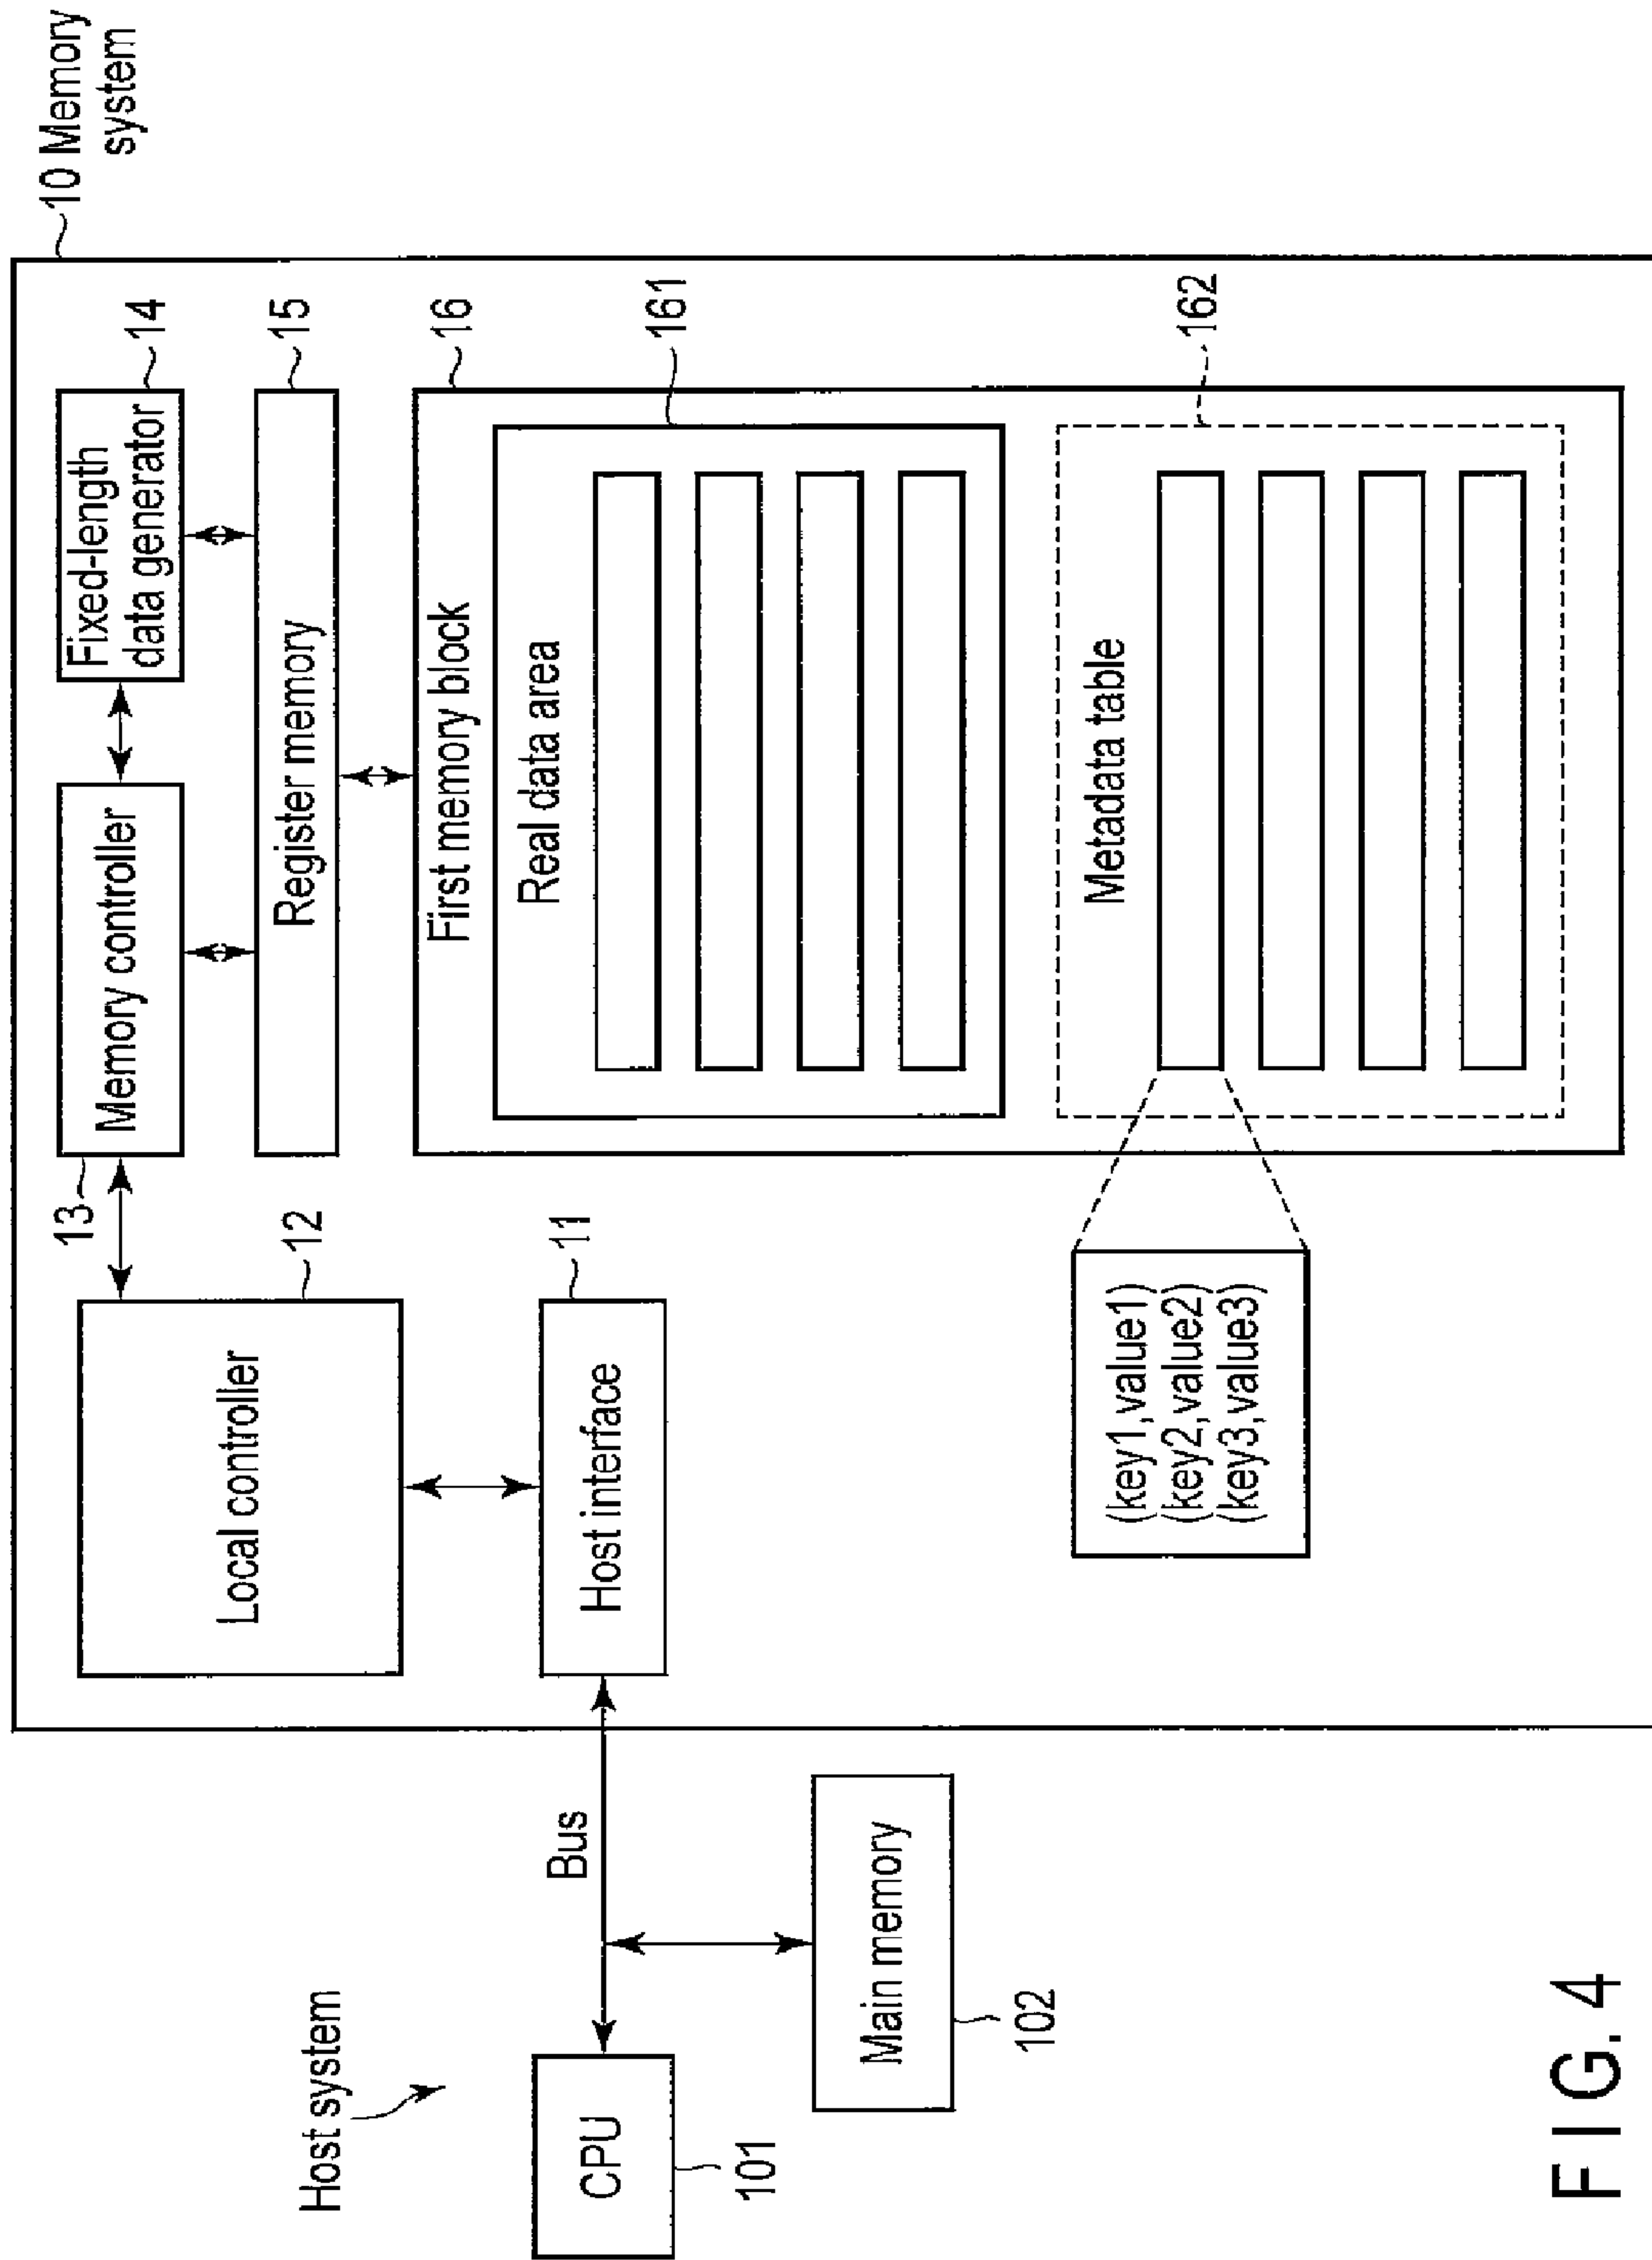 10 Memory
system
Host system
CPU
101
Bus
Main memory
102
Local controller
12
Host interface
11
13
Memory controller
Fixed-length
data generator
14
Register memory
15
First memory block
16
Real data area
161
Metadata table
162
(key1,value1)
(key2,value2)
(key3,value3)
FIG. 4